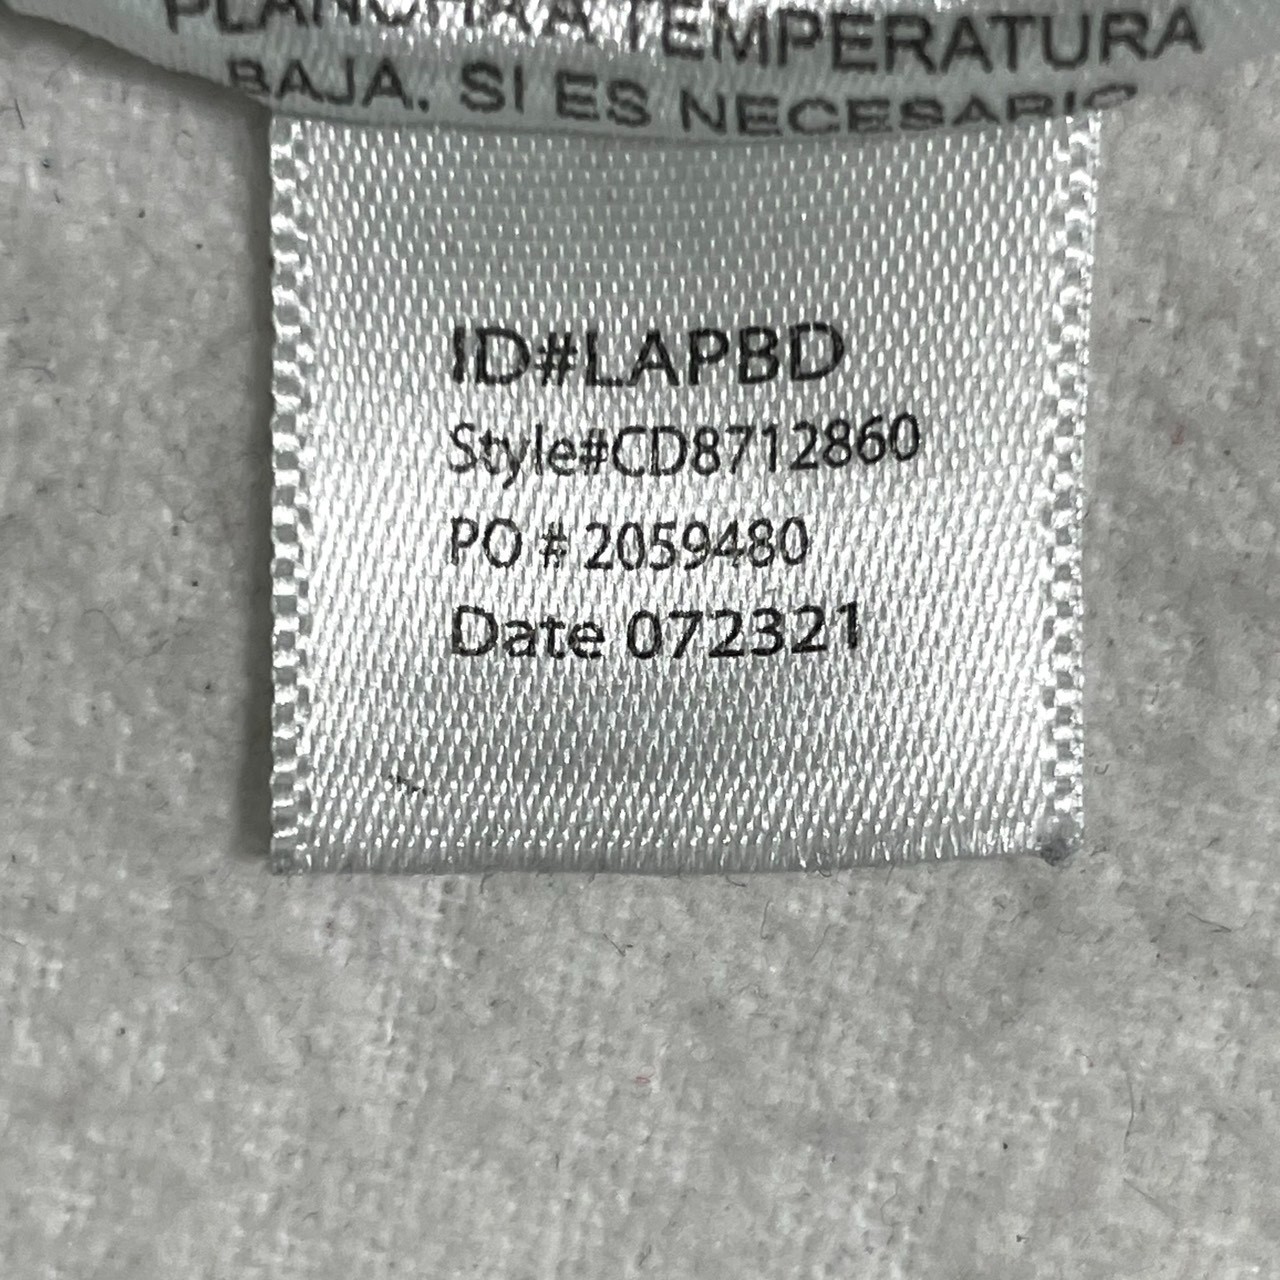 PLANCHA A TEMPERATURA
BAJA. SI ES NECESARIO
ID#LAPBD
Style#CD8712860
PO # 2059480
Date 072321